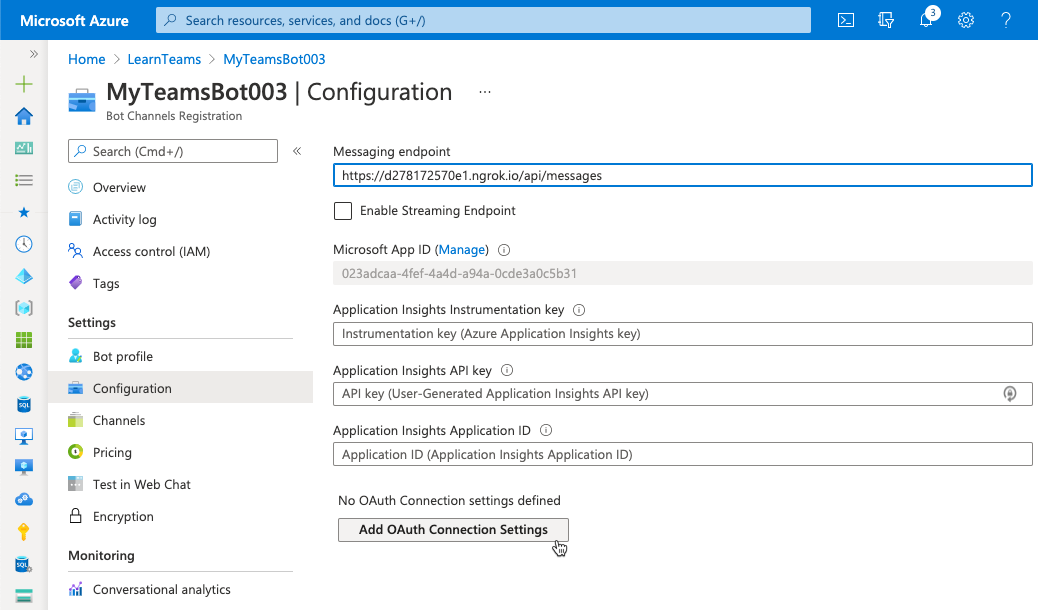 Microsoft Azure
Search resources, services, and docs (G+/)
3
Home > LearnTeams > MyTeamsBot003
MyTeamsBot003 | Configuration ...
Bot Channels Registration
Search (Cmd+/)
Overview
Activity log
Access control (IAM)
Tags
Settings
Bot profile
Configuration
Channels
Pricing
Test in Web Chat
Encryption
Monitoring
Conversational analytics
Messaging endpoint
https://d278172570e1.ngrok.io/api/messages
Enable Streaming Endpoint
Microsoft App ID (Manage)
023adcaa-4fef-4a4d-a94a-0cde3a0c5b31
Application Insights Instrumentation key
Instrumentation key (Azure Application Insights key)
Application Insights API key
API key (User-Generated Application Insights API key)
Application Insights Application ID
Application ID (Application Insights Application ID)
No OAuth Connection settings defined
Add OAuth Connection Settings
SQL
SQL